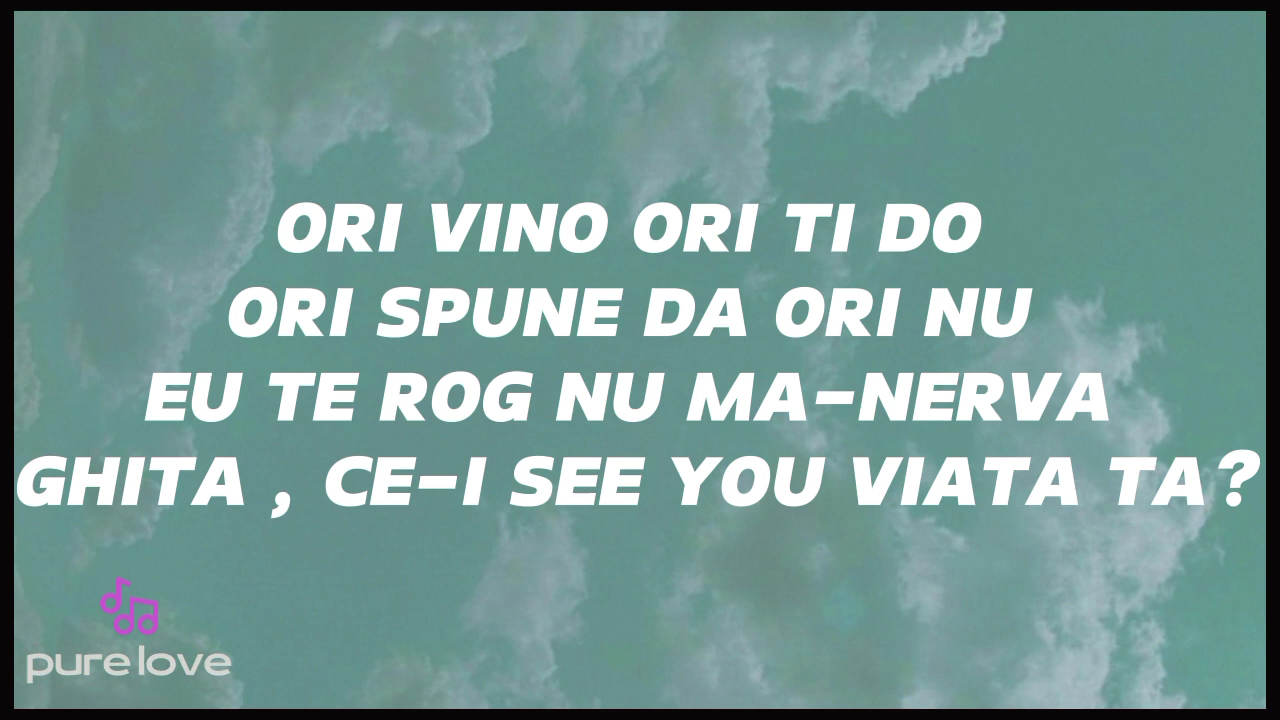 ORI VINO ORI TI DO
ORI SPUNE DA ORI NU
EU TE ROG NU MA-NERVA
GHITA , CE-I SEE YOU VIATA TA?
pure love